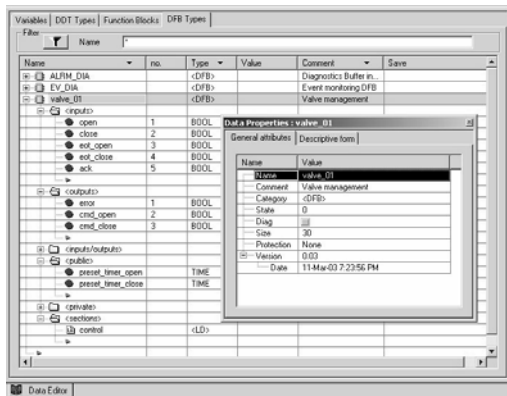 Variables DDT Types Function Blocks DFB Types
Filter
Name *
Name no. Type Value Comment Save
ALRM_DIA <DFB> Diagnostics Buffer in...
EV_DIA <DFB> Event monitoring DFB
valve_01 <DFB> Valve management
<inputs>
open 1 BOOL
close 2 BOOL
eot_open 3 BOOL
eot_close 4 BOOL
ack 5 BOOL
<outputs>
error 1 BOOL
cmd_open 2 BOOL
cmd_close 3 BOOL
<inputs/outputs>
<public>
preset_timer_open TIME
preset_timer_close TIME
<private>
<sections>
control <LD>
Data Properties : valve_01
General attributes Descriptive form
Name Value
Name valve_01
Comment Valve management
Category <DFB>
State 0
Diag
Size 30
Protection None
Version 0.03
Date 11-Mar-03 7:23:56 PM
Data Editor